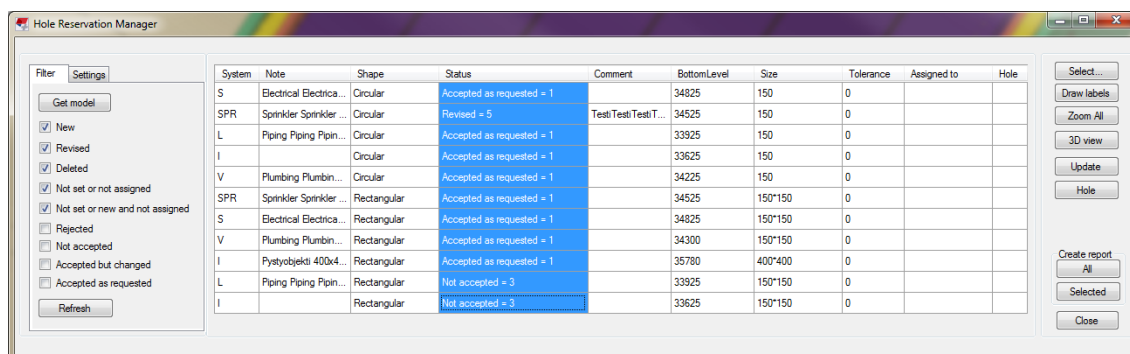 Hole Reservation Manager
Filter Settings
Get model
New
Revised
Deleted
Not set or not assigned
Not set or new and not assigned
Rejected
Not accepted
Accepted but changed
Accepted as requested
Refresh
System Note Shape Status Comment BottomLevel Size Tolerance Assigned to Hole
S Electrical Electrica... Circular Accepted as requested = 1 34825 150 0
SPR Sprinkler Sprinkler ... Circular Revised = 5 TestiTestiTestiT... 34525 150 0
L Piping Piping Pipin... Circular Accepted as requested = 1 33925 150 0
I Circular Accepted as requested = 1 33625 150 0
V Plumbing Plumbin... Circular Accepted as requested = 1 34225 150 0
SPR Sprinkler Sprinkler ... Rectangular Accepted as requested = 1 34525 150*150 0
S Electrical Electrica... Rectangular Accepted as requested = 1 34825 150*150 0
V Plumbing Plumbin... Rectangular Accepted as requested = 1 34300 150*150 0
I Pystyobjekti 400x4... Rectangular Accepted as requested = 1 35780 400*400 0
L Piping Piping Pipin... Rectangular Not accepted = 3 33925 150*150 0
I Rectangular Not accepted = 3 33625 150*150 0
Select...
Draw labels
Zoom All
3D view
Update
Hole
Create report
All
Selected
Close